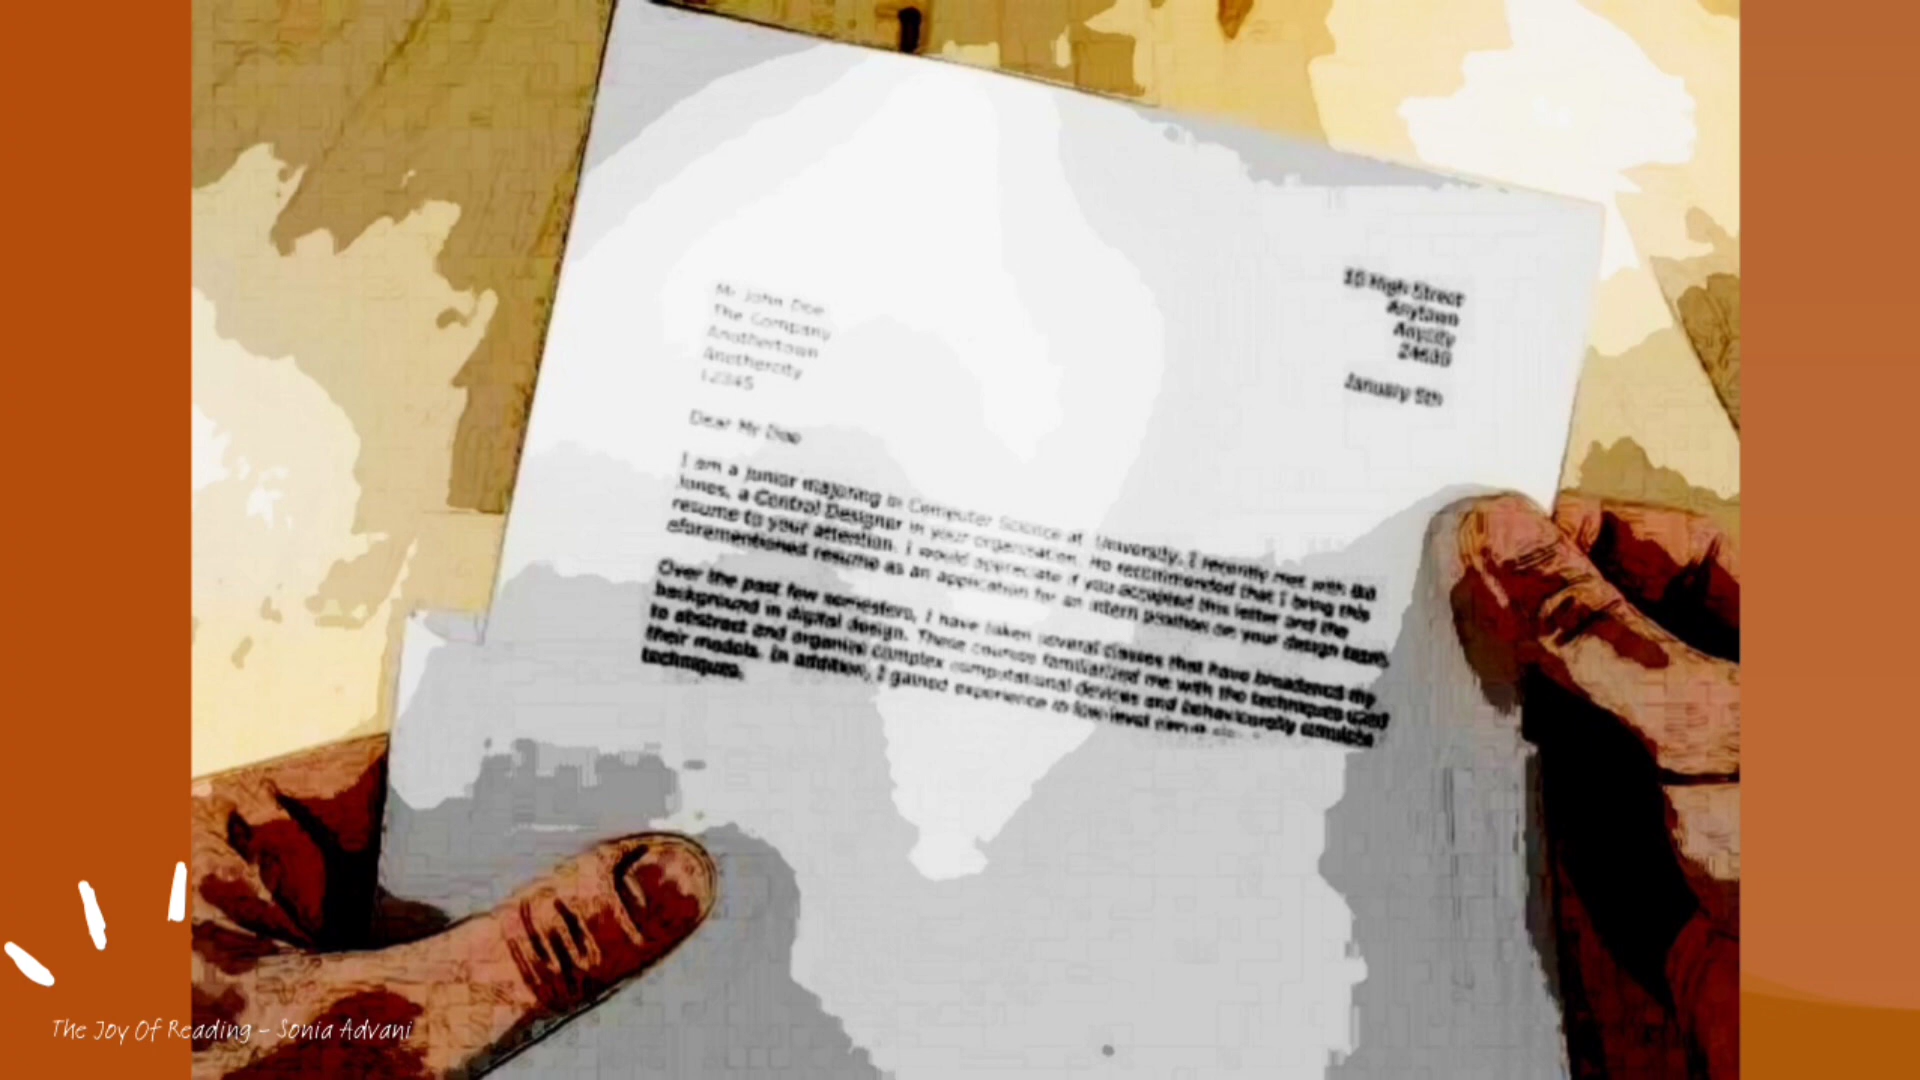 15 High Street
Anytown
Anycity
Mr John Doe
The Company
Anothertown
Anothercity
12345
January 5th
Dear Mr Doe
I am a junior majoring in Computer Science at University. I recently met with
Jones, a Central Designer in your organization. He recommended that I bring this
resume to your attention. I would appreciate if you accepted this letter and the
aforementioned resume as an application for an intern position on your design team.
Over the past few semesters, I have taken several classes that have broadened my
background in digital design. These courses familiarized me with the techniques used
to abstract and organize complex computational devices and behaviourally simulate
their models. In addition, I gained experience in low-level
techniques.
The Joy Of Reading - Sonia Advani